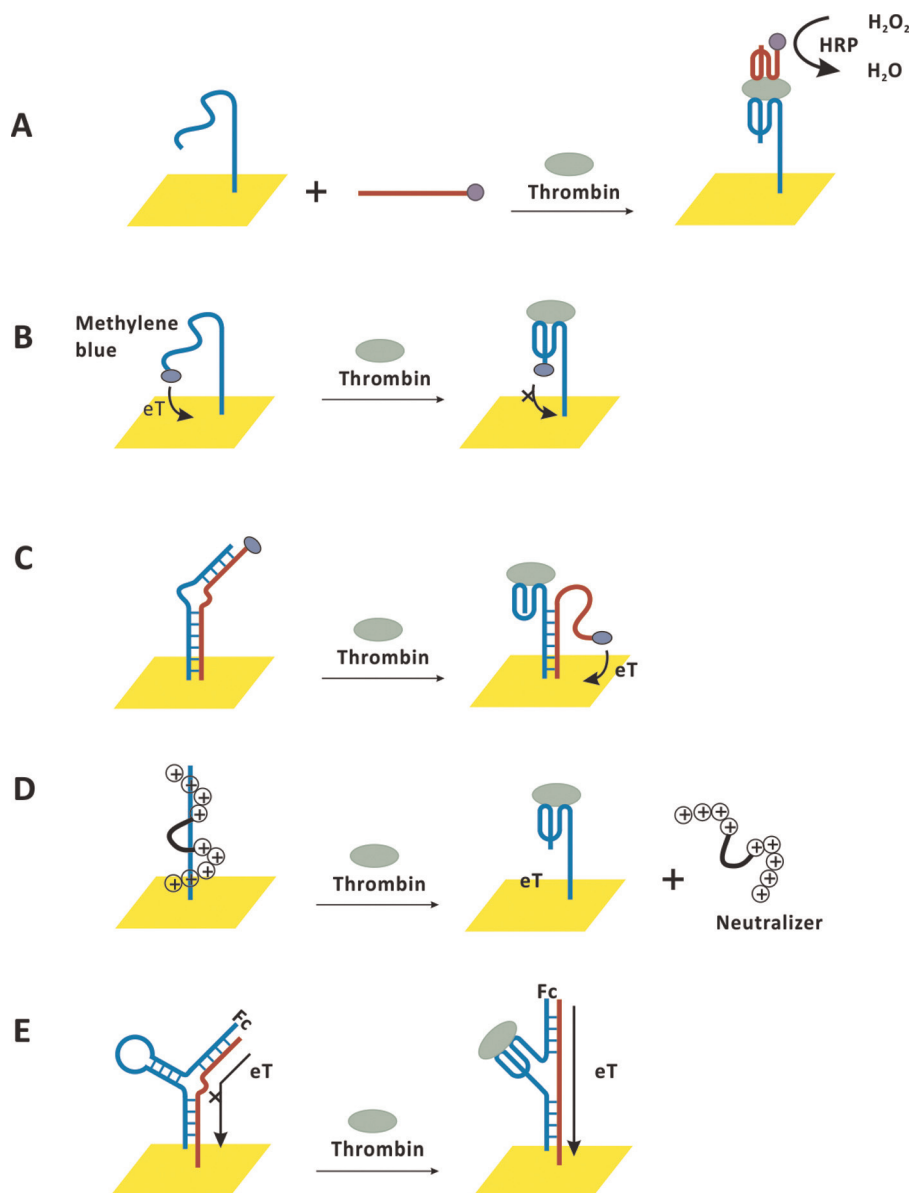 H₂O₂
HRP
H₂O
A
+
Thrombin
B
Methylene
blue
eT
Thrombin
×
C
Thrombin
eT
D
+ + + + + + + + +
Thrombin
eT
+
+ + + + + + + + +
Neutralizer
E
Fc
eT
×
Thrombin
Fc
eT